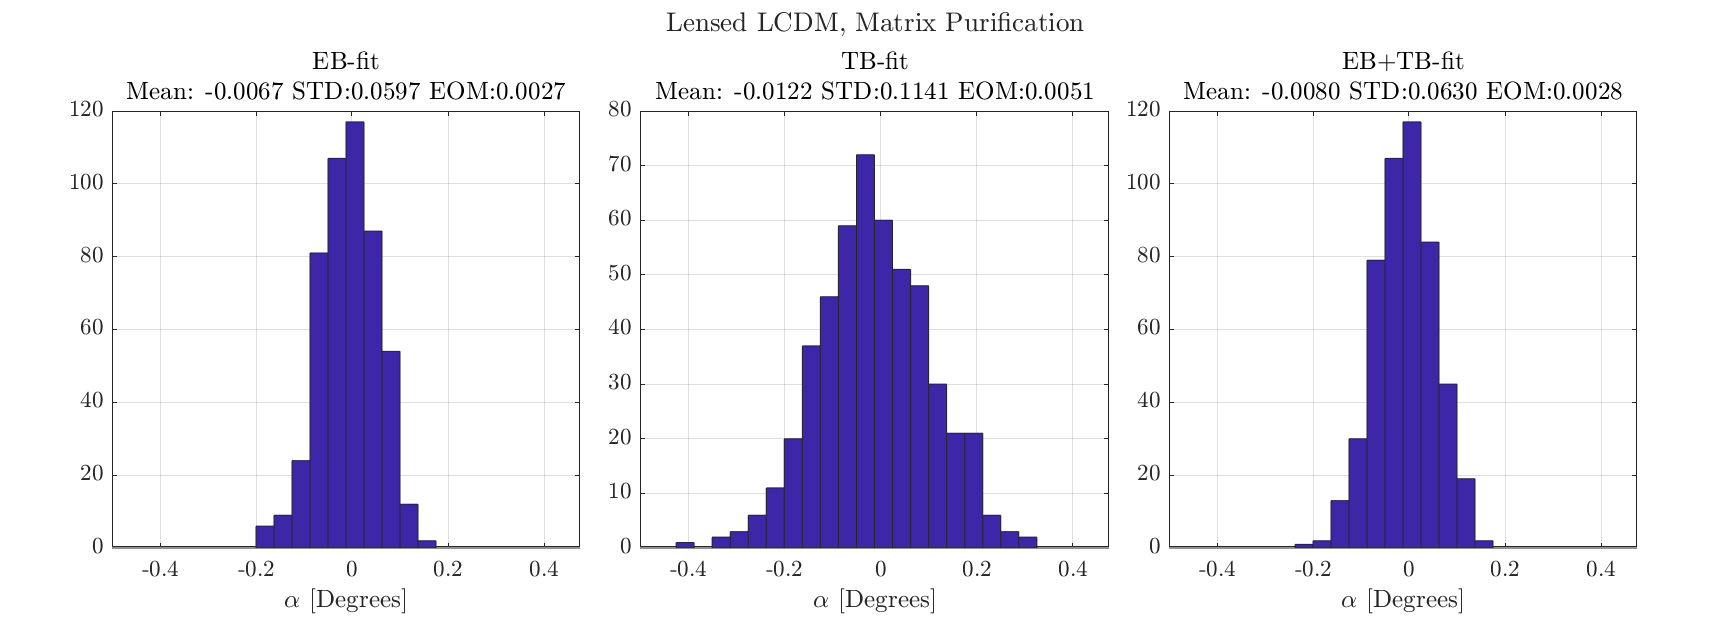 Lensed LCDM, Matrix Purification
EB-fit
Mean: -0.0067 STD:0.0597 EOM:0.0027
120
100
80
60
40
20
0
-0.4 -0.2 0 0.2 0.4
α [Degrees]
TB-fit
Mean: -0.0122 STD:0.1141 EOM:0.0051
80
70
60
50
40
30
20
10
0
-0.4 -0.2 0 0.2 0.4
α [Degrees]
EB+TB-fit
Mean: -0.0080 STD:0.0630 EOM:0.0028
120
100
80
60
40
20
0
-0.4 -0.2 0 0.2 0.4
α [Degrees]